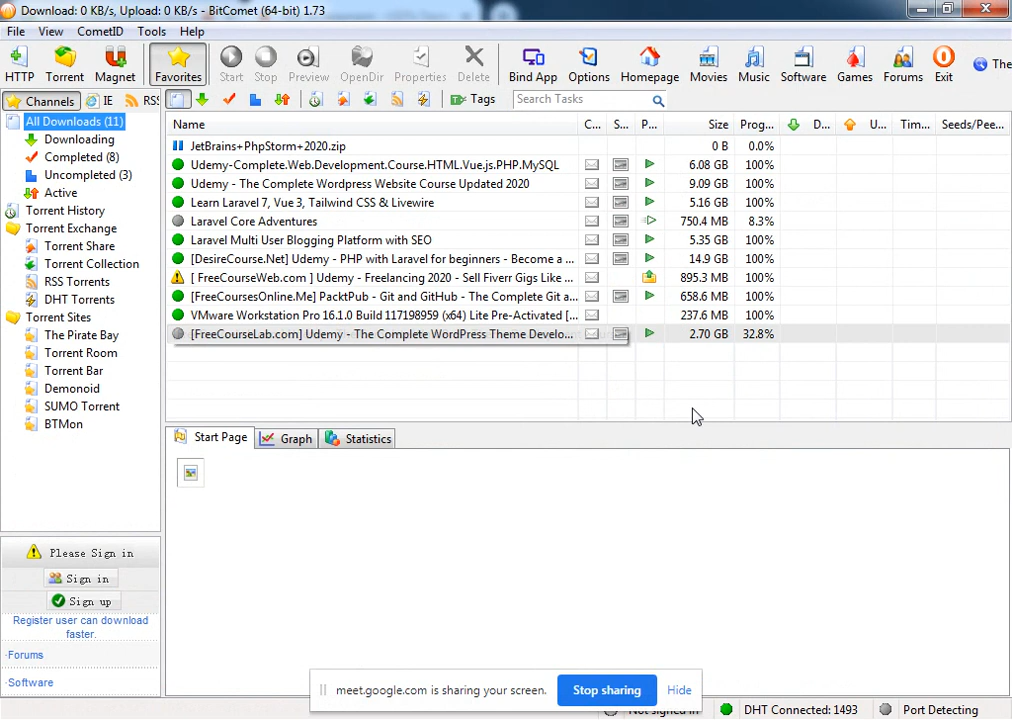 Download: 0 KB/s, Upload: 0 KB/s - BitComet (64-bit) 1.73
File View CometID Tools Help
HTTP Torrent Magnet Favorites Start Stop Preview OpenDir Properties Delete Bind App Options Homepage Movies Music Software Games Forums Exit The
Channels IE RSS Tags Search Tasks
Name C... S... P... Size Prog... D... U... Tim... Seeds/Pee...
All Downloads (11)
Downloading
Completed (8)
Uncompleted (3)
Active
Torrent History
Torrent Exchange
Torrent Share
Torrent Collection
RSS Torrents
DHT Torrents
Torrent Sites
The Pirate Bay
Torrent Room
Torrent Bar
Demonoid
SUMO Torrent
BTMon
JetBrains+PhpStorm+2020.zip 0 B 0.0%
Udemy-Complete.Web.Development.Course.HTML.Vue.js.PHP.MySQL 6.08 GB 100%
Udemy - The Complete Wordpress Website Course Updated 2020 9.09 GB 100%
Learn Laravel 7, Vue 3, Tailwind CSS & Livewire 5.16 GB 100%
Laravel Core Adventures 750.4 MB 8.3%
Laravel Multi User Blogging Platform with SEO 5.35 GB 100%
[DesireCourse.Net] Udemy - PHP with Laravel for beginners - Become a ... 14.9 GB 100%
[ FreeCourseWeb.com ] Udemy - Freelancing 2020 - Sell Fiverr Gigs Like ... 895.3 MB 100%
[FreeCoursesOnline.Me] PacktPub - Git and GitHub - The Complete Git a... 658.6 MB 100%
VMware Workstation Pro 16.1.0 Build 117198959 (x64) Lite Pre-Activated [... 237.6 MB 100%
[FreeCourseLab.com] Udemy - The Complete WordPress Theme Develo... 2.70 GB 32.8%
Start Page Graph Statistics
Please Sign in
Sign in
Sign up
Register user can download
faster.
·Forums
·Software
meet.google.com is sharing your screen. Stop sharing Hide
Not signed in DHT Connected: 1493 Port Detecting